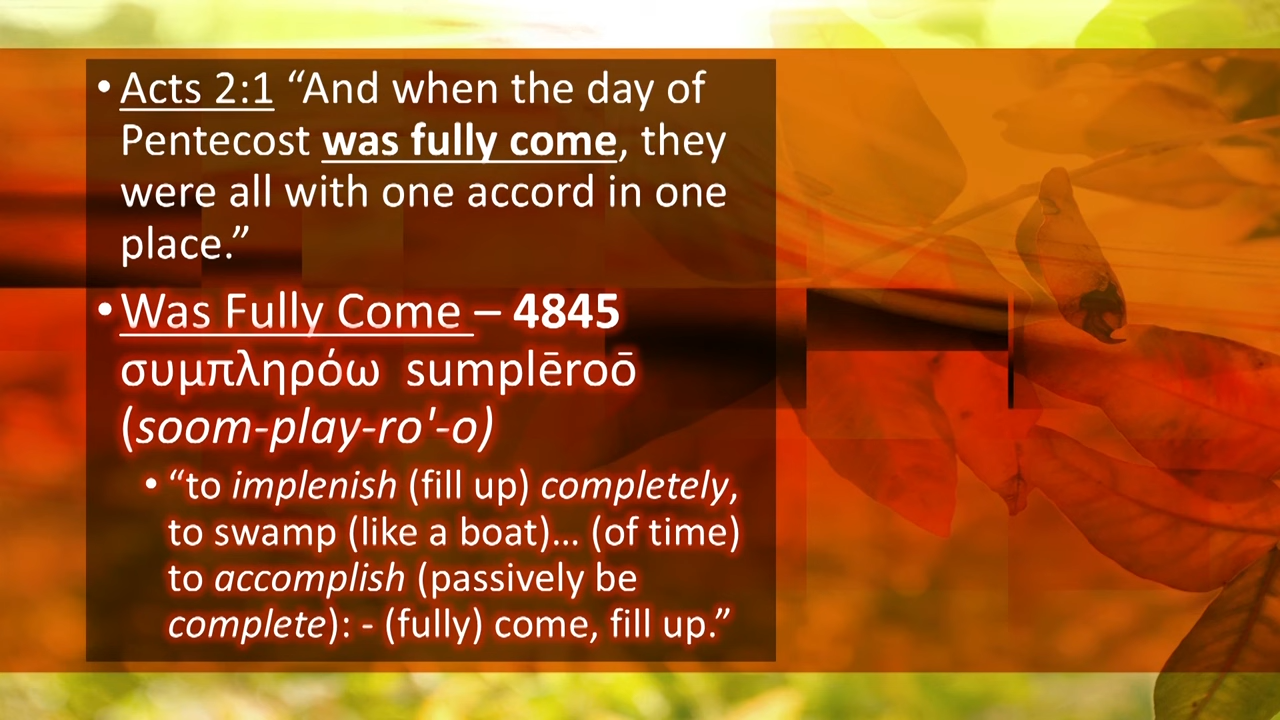 • Acts 2:1 “And when the day of
Pentecost was fully come, they
were all with one accord in one
place.”
• Was Fully Come – 4845
συμπληρόω sumplēroō
(soom-play-ro'-o)
• “to implenish (fill up) completely,
to swamp (like a boat)... (of time)
to accomplish (passively be
complete): - (fully) come, fill up.”